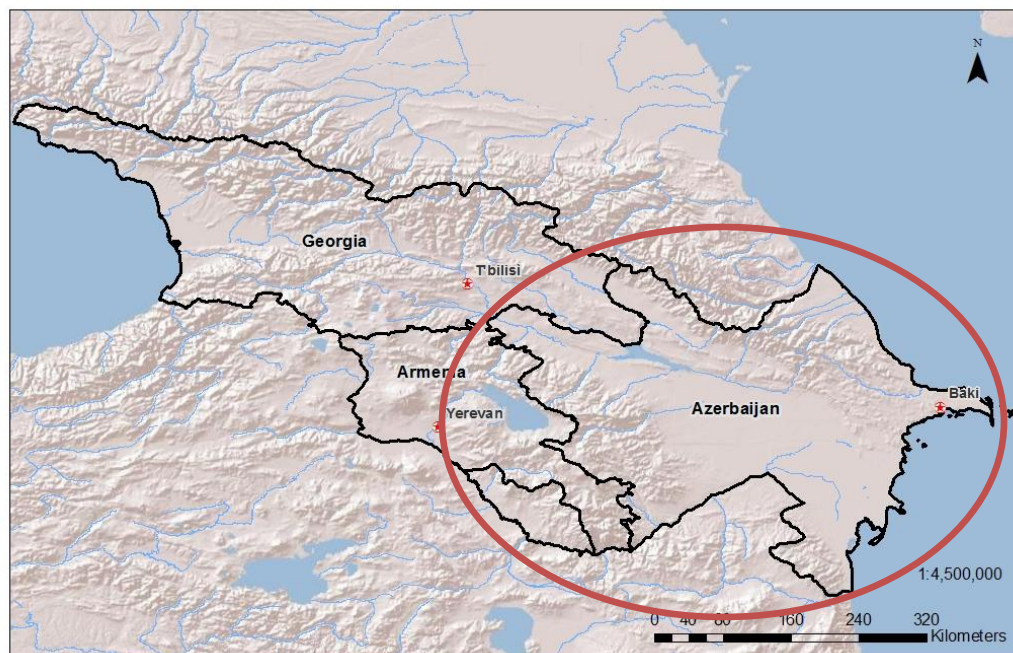 N
Georgia
T'bilisi
Armenia
Yerevan
Azerbaijan
Baki
1:4,500,000
0 40 80 160 240 320
Kilometers